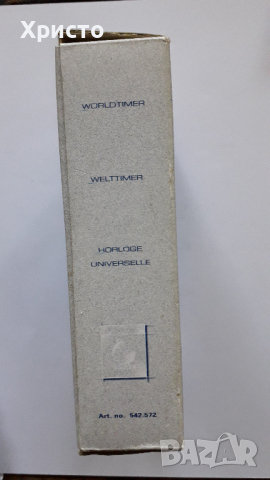 Христо
WORLDTIMER
WELTTIMER
HORLOGE
UNIVERSELLE
Art. no. 542.572
BAZAR